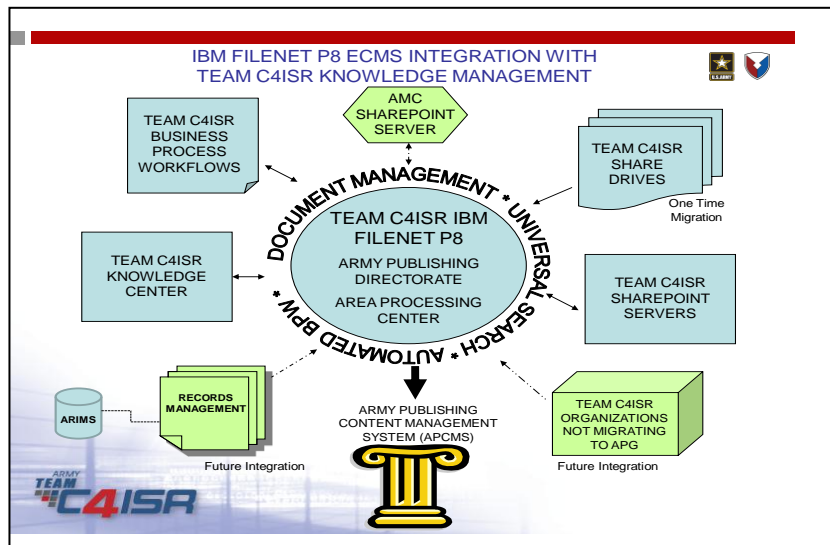 IBM FILENET P8 ECMS INTEGRATION WITH
TEAM C4ISR KNOWLEDGE MANAGEMENT
U.S. ARMY
AMC
SHAREPOINT
SERVER
TEAM C4ISR
BUSINESS
PROCESS
WORKFLOWS
TEAM C4ISR
SHARE
DRIVES
One Time
Migration
DOCUMENT MANAGEMENT * UNIVERSAL SEARCH * AUTOMATED BPW *
TEAM C4ISR IBM
FILENET P8
ARMY PUBLISHING
DIRECTORATE
AREA PROCESSING
CENTER
TEAM C4ISR
KNOWLEDGE
CENTER
TEAM C4ISR
SHAREPOINT
SERVERS
ARIMS
RECORDS
MANAGEMENT
Future Integration
ARMY PUBLISHING
CONTENT MANAGEMENT
SYSTEM (APCMS)
TEAM C4ISR
ORGANIZATIONS
NOT MIGRATING
TO APG
Future Integration
ARMY
TEAM
C4ISR